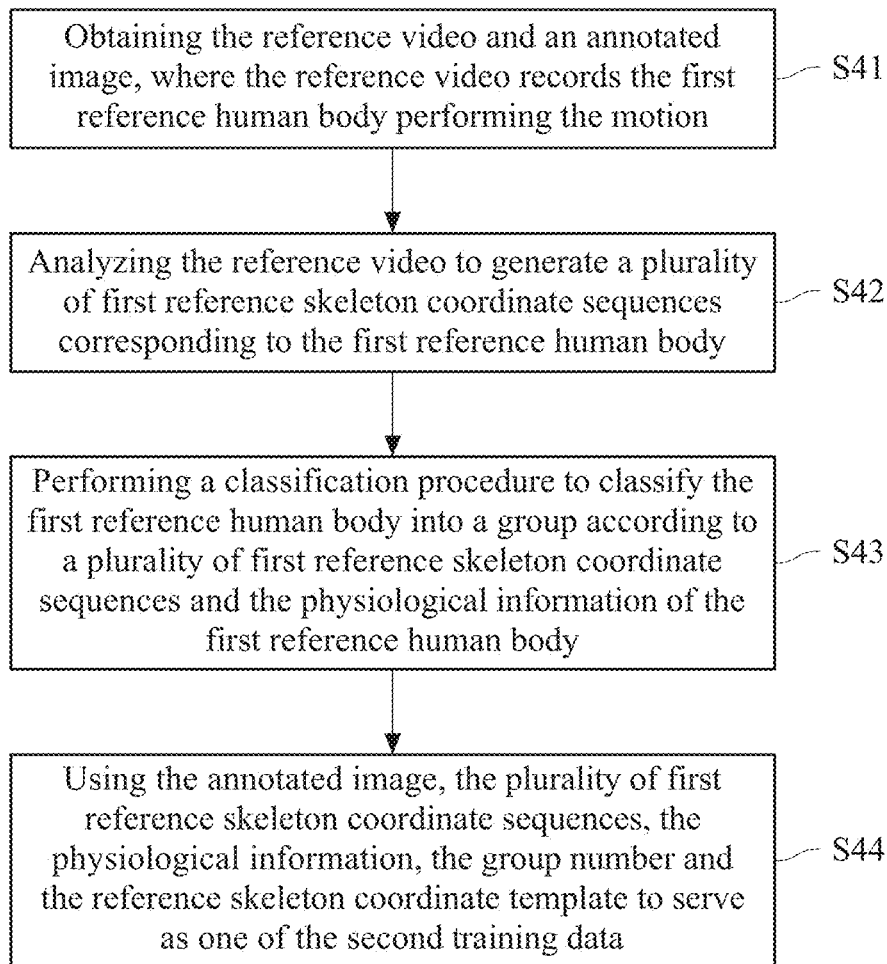 Obtaining the reference video and an annotated
image, where the reference video records the first
reference human body performing the motion
S41
Analyzing the reference video to generate a plurality
of first reference skeleton coordinate sequences
corresponding to the first reference human body
S42
Performing a classification procedure to classify the
first reference human body into a group according to
a plurality of first reference skeleton coordinate
sequences and the physiological information of the
first reference human body
S43
Using the annotated image, the plurality of first
reference skeleton coordinate sequences, the
physiological information, the group number and
the reference skeleton coordinate template to serve
as one of the second training data
S44